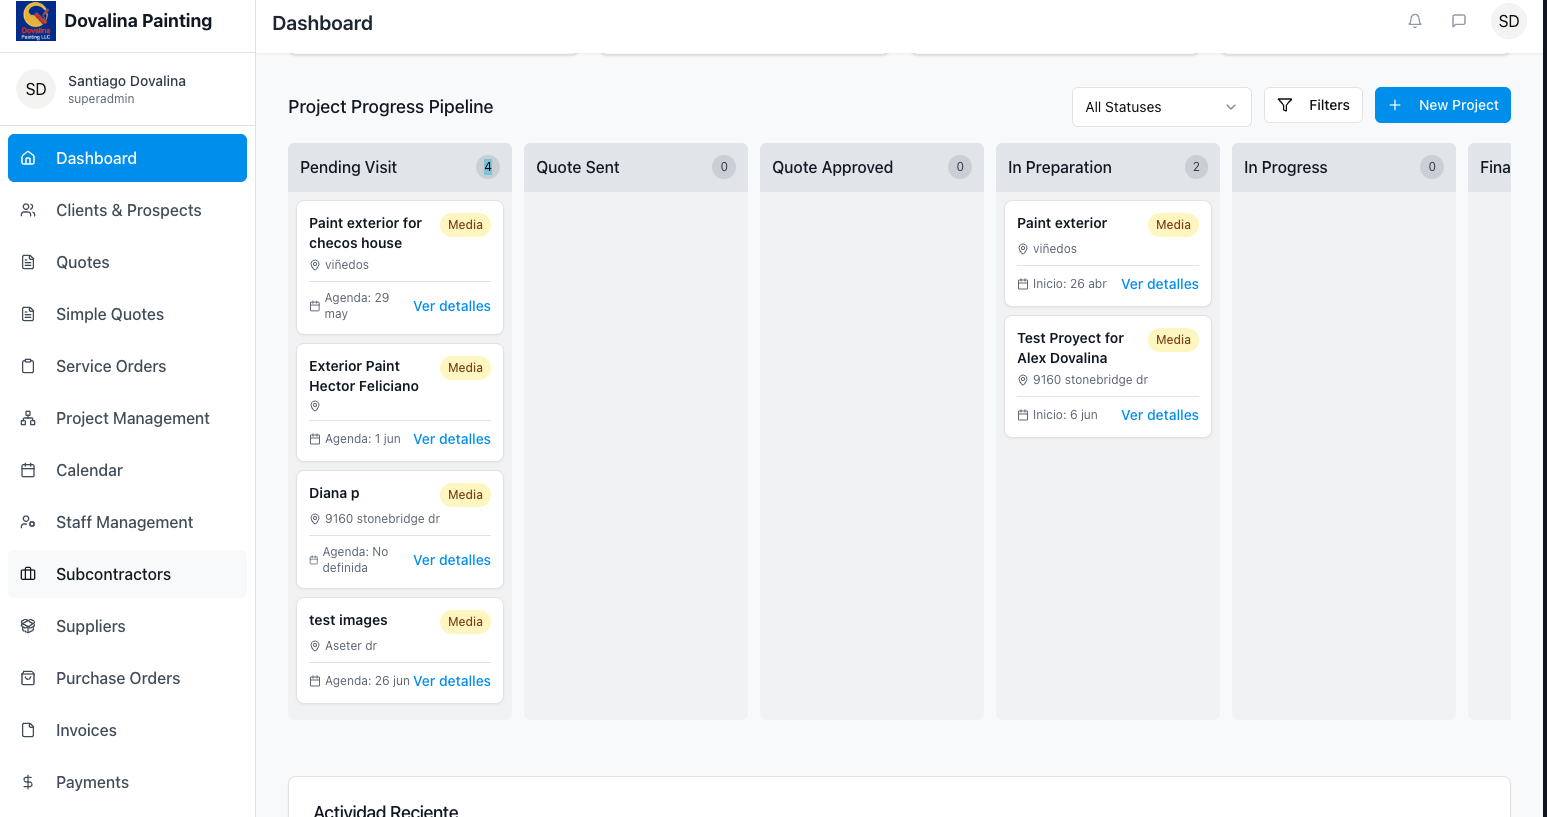 Dovalina
Painting LLC
Dovalina Painting
Dashboard
SD
SD
Santiago Dovalina
superadmin
Dashboard
Clients & Prospects
Quotes
Simple Quotes
Service Orders
Project Management
Calendar
Staff Management
Subcontractors
Suppliers
Purchase Orders
Invoices
Payments
Project Progress Pipeline
All Statuses
Filters
New Project
Pending Visit
4
Paint exterior for
checos house
Media
viñedos
Agenda: 29
may
Ver detalles
Exterior Paint
Hector Feliciano
Media
Agenda: 1 jun
Ver detalles
Diana p
Media
9160 stonebridge dr
Agenda: No
definida
Ver detalles
test images
Media
Aseter dr
Agenda: 26 jun
Ver detalles
Quote Sent
0
Quote Approved
0
In Preparation
2
Paint exterior
Media
viñedos
Inicio: 26 abr
Ver detalles
Test Proyect for
Alex Dovalina
Media
9160 stonebridge dr
Inicio: 6 jun
Ver detalles
In Progress
0
Fina
Actividad Reciente